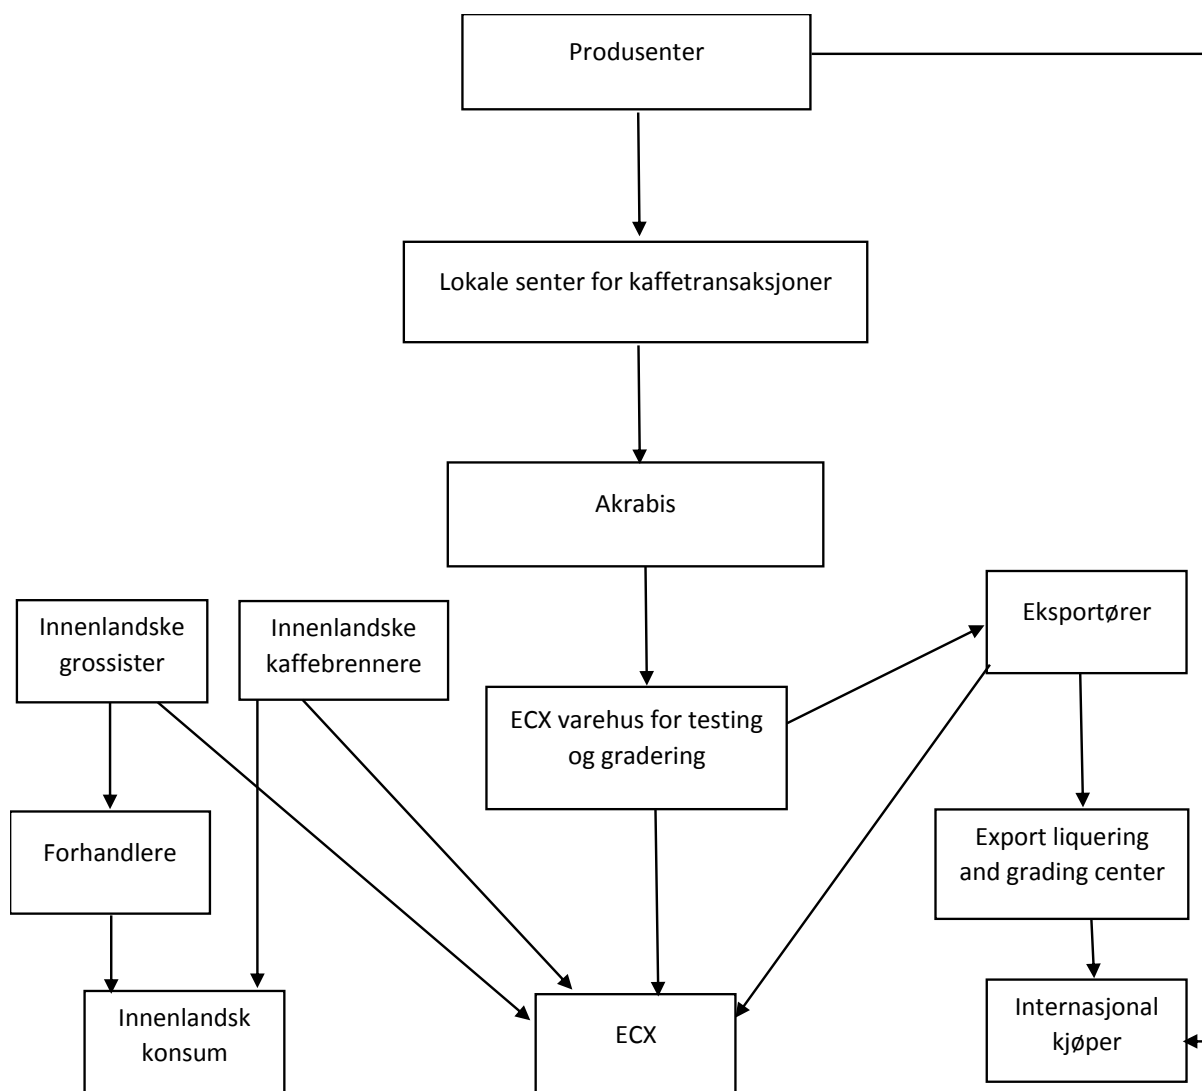 Produsenter
Lokale senter for kaffetransaksjoner
Akrabis
Innenlandske
grossister
Innenlandske
kaffebrennere
Eksportører
ECX varehus for testing
og gradering
Forhandlere
Export liquering
and grading center
Innenlandsk
konsum
ECX
Internasjonal
kjøper